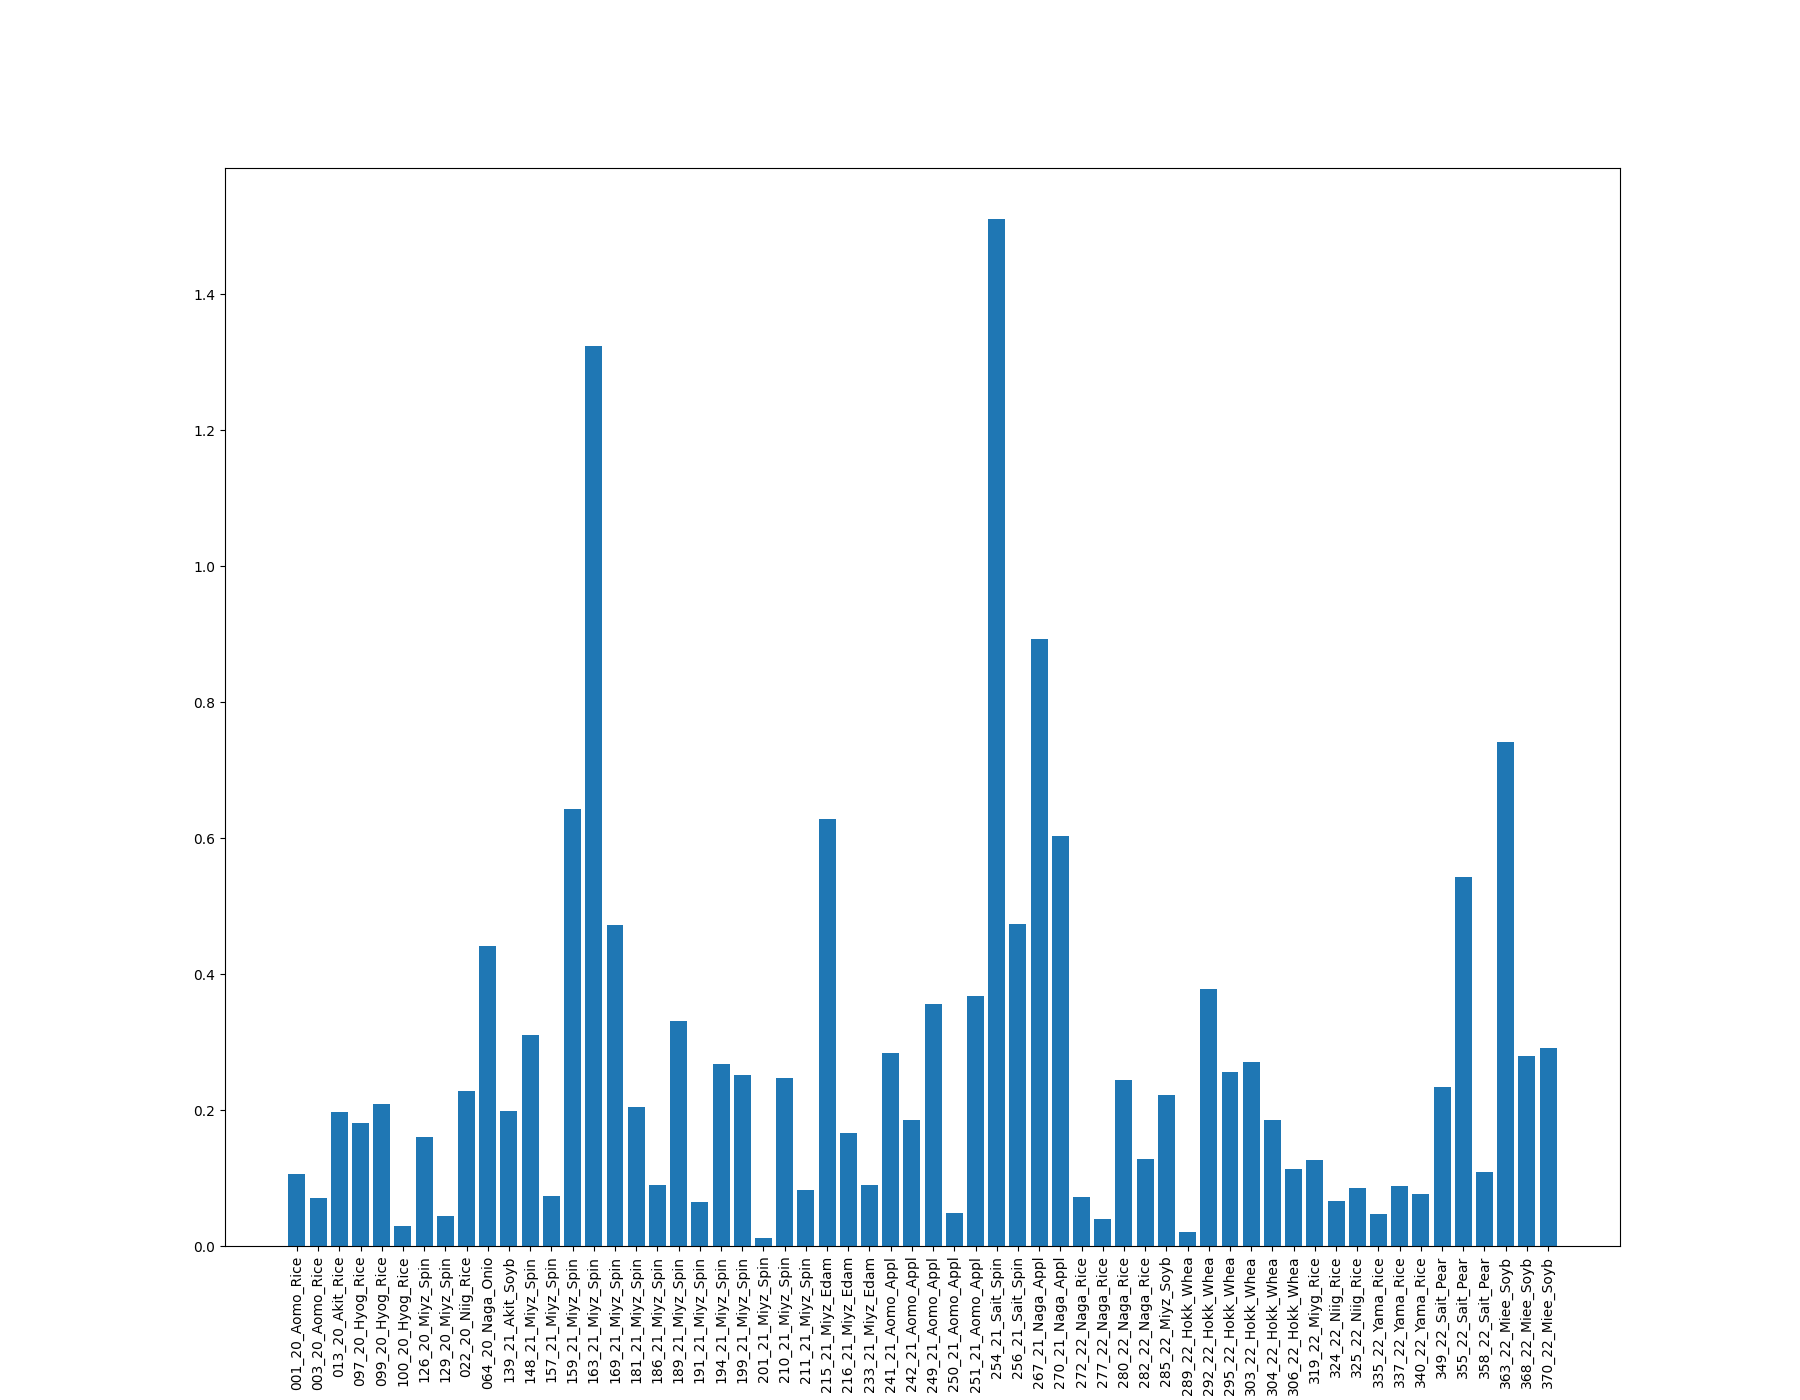 1.4
1.2
1.0
0.8
0.6
0.4
0.2
0.0
001_20_Aomo_Rice
003_20_Aomo_Rice
013_20_Akit_Rice
097_20_Hyog_Rice
099_20_Hyog_Rice
100_20_Hyog_Rice
126_20_Miyz_Spin
129_20_Miyz_Spin
022_20_Niig_Rice
064_20_Naga_Onio
139_21_Akit_Soyb
148_21_Miyz_Spin
157_21_Miyz_Spin
159_21_Miyz_Spin
163_21_Miyz_Spin
169_21_Miyz_Spin
181_21_Miyz_Spin
186_21_Miyz_Spin
189_21_Miyz_Spin
191_21_Miyz_Spin
194_21_Miyz_Spin
199_21_Miyz_Spin
201_21_Miyz_Spin
210_21_Miyz_Spin
211_21_Miyz_Spin
215_21_Miyz_Edam
216_21_Miyz_Edam
233_21_Miyz_Edam
241_21_Aomo_Appl
242_21_Aomo_Appl
249_21_Aomo_Appl
250_21_Aomo_Appl
251_21_Aomo_Appl
254_21_Sait_Spin
256_21_Sait_Spin
267_21_Naga_Appl
270_21_Naga_Appl
272_22_Naga_Rice
277_22_Naga_Rice
280_22_Naga_Rice
282_22_Naga_Rice
285_22_Miyz_Soyb
289_22_Hokk_Whea
292_22_Hokk_Whea
295_22_Hokk_Whea
303_22_Hokk_Whea
304_22_Hokk_Whea
306_22_Hokk_Whea
319_22_Miyg_Rice
324_22_Niig_Rice
325_22_Niig_Rice
335_22_Yama_Rice
337_22_Yama_Rice
340_22_Yama_Rice
349_22_Sait_Pear
355_22_Sait_Pear
358_22_Sait_Pear
363_22_Miee_Soyb
368_22_Miee_Soyb
370_22_Miee_Soyb